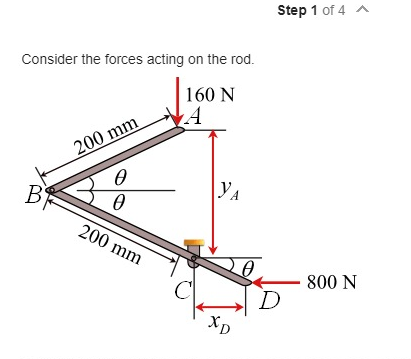 Step 1 of 4
Consider the forces acting on the rod.
160 N
A
200 mm
θ
B
θ
y_A
200 mm
θ
800 N
C
D
x_D